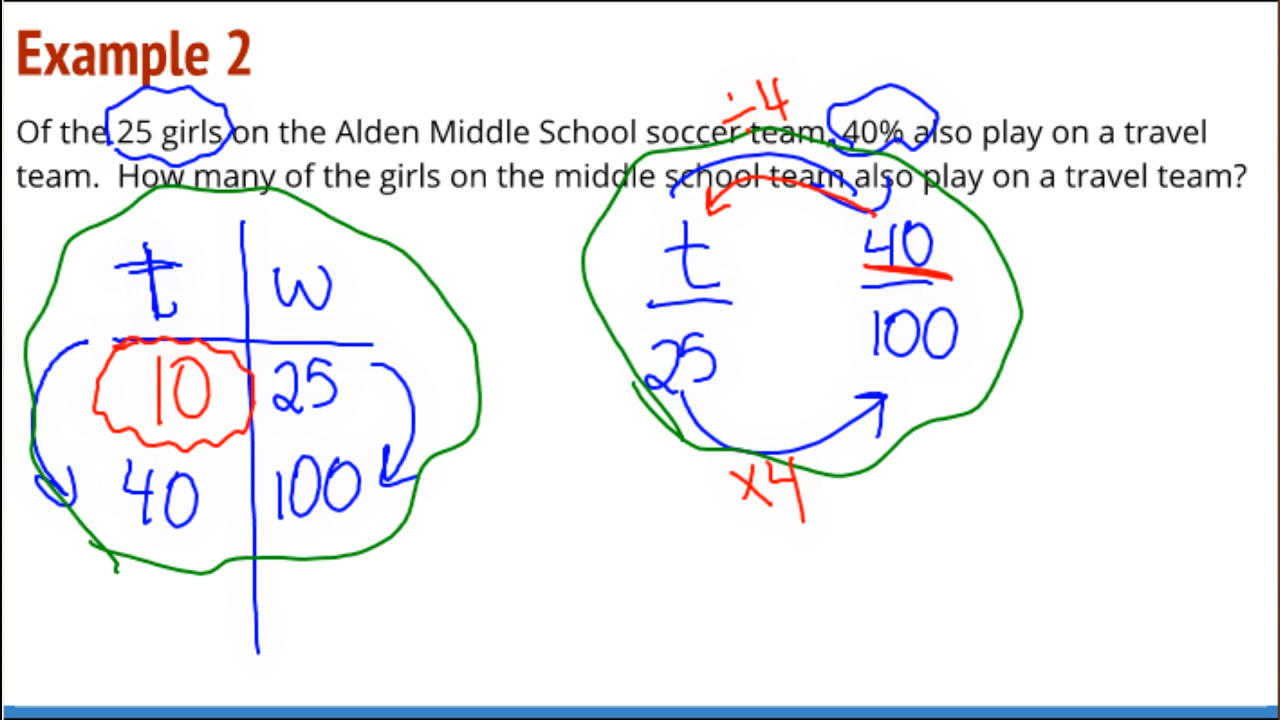 Example 2
Of the 25 girls on the Alden Middle School soccer team, 40% also play on a travel
team. How many of the girls on the middle school team also play on a travel team?
÷4
t w
10 25
40 100
t 40
25 100
x4